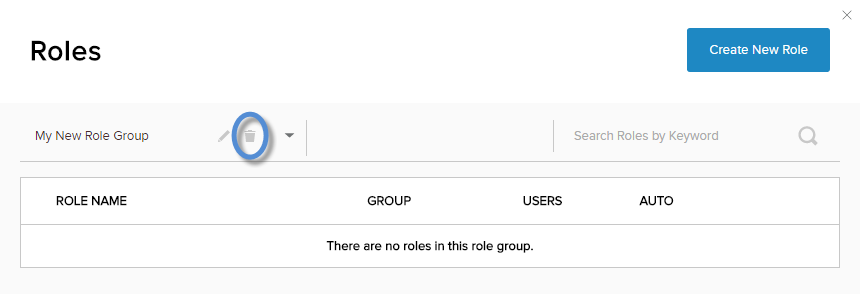 Roles
Create New Role
My New Role Group
Search Roles by Keyword
ROLE NAME GROUP USERS AUTO
There are no roles in this role group.